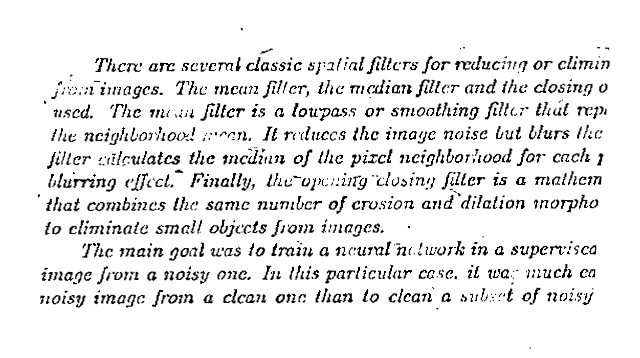 There are several classic spatial filters for reducing or elimin
from images. The mean filter, the median filter and the closing o
used. The mean filter is a lowpass or smoothing filter that repl
the neighborhood mean. It reduces the image noise but blurs the
filter calculates the median of the pixel neighborhood for each p
blurring effect. Finally, the opening closing filter is a mathem
that combines the same number of erosion and dilation morpho
to eliminate small objects from images.
The main goal was to train a neural network in a supervised
image from a noisy one. In this particular case, it was much ea
noisy image from a clean one than to clean a subset of noisy